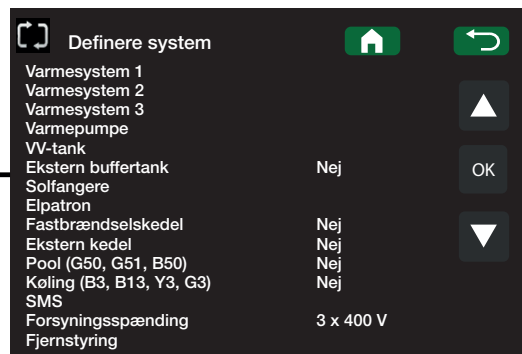 Definere system
Varmesystem 1
Varmesystem 2
Varmesystem 3
Varmepumpe
VV-tank
Ekstern buffertank Nej
Solfangere
Elpatron
Fastbrændselskedel Nej
Ekstern kedel Nej
Pool (G50, G51, B50) Nej
Køling (B3, B13, Y3, G3) Nej
SMS
Forsyningsspænding 3 x 400 V
Fjernstyring
OK